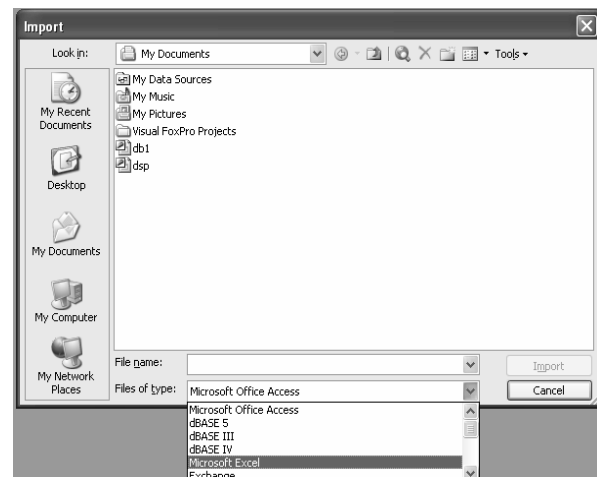 Import
Look in:
My Documents
Tools
My Recent
Documents
Desktop
My Documents
My Computer
My Network
Places
My Data Sources
My Music
My Pictures
Visual FoxPro Projects
db1
dsp
File name:
Import
Files of type:
Microsoft Office Access
Cancel
Microsoft Office Access
dBASE 5
dBASE III
dBASE IV
Microsoft Excel
Exchange